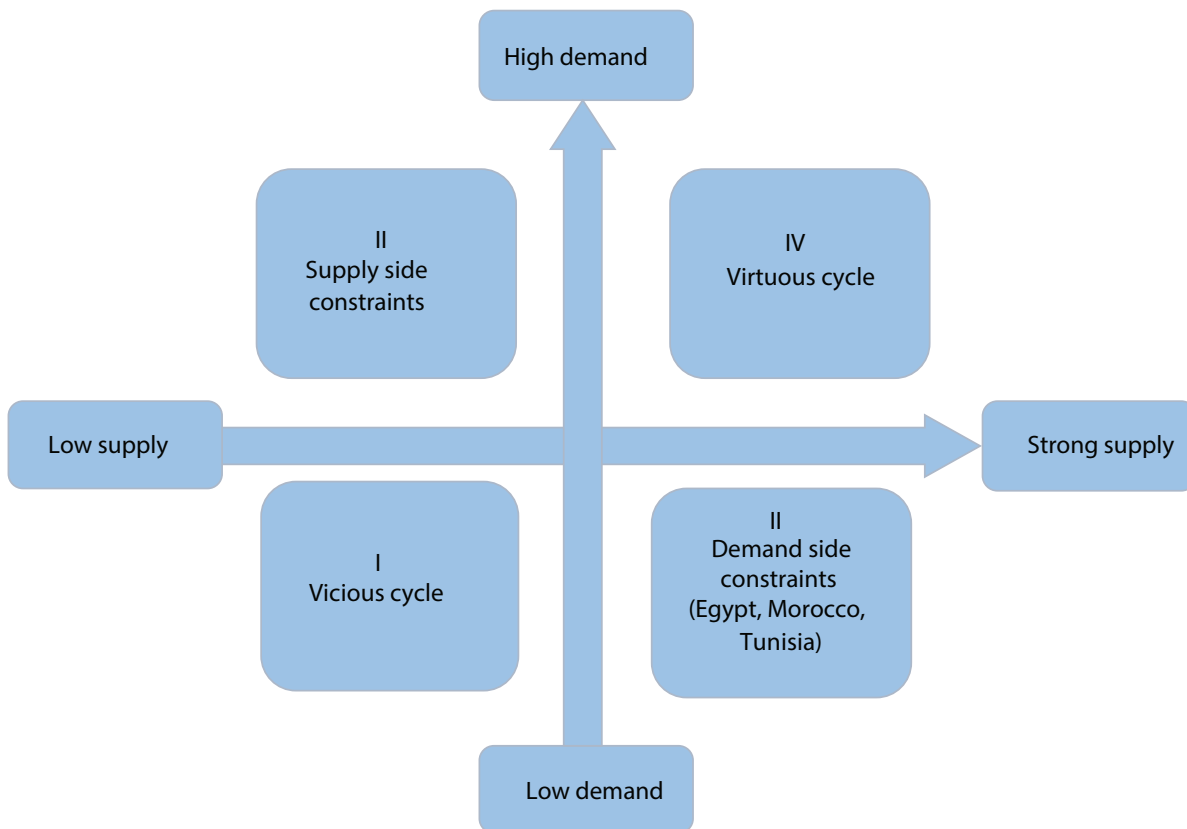 High demand
II
Supply side
constraints
IV
Virtuous cycle
Low supply
Strong supply
I
Vicious cycle
II
Demand side
constraints
(Egypt, Morocco,
Tunisia)
Low demand